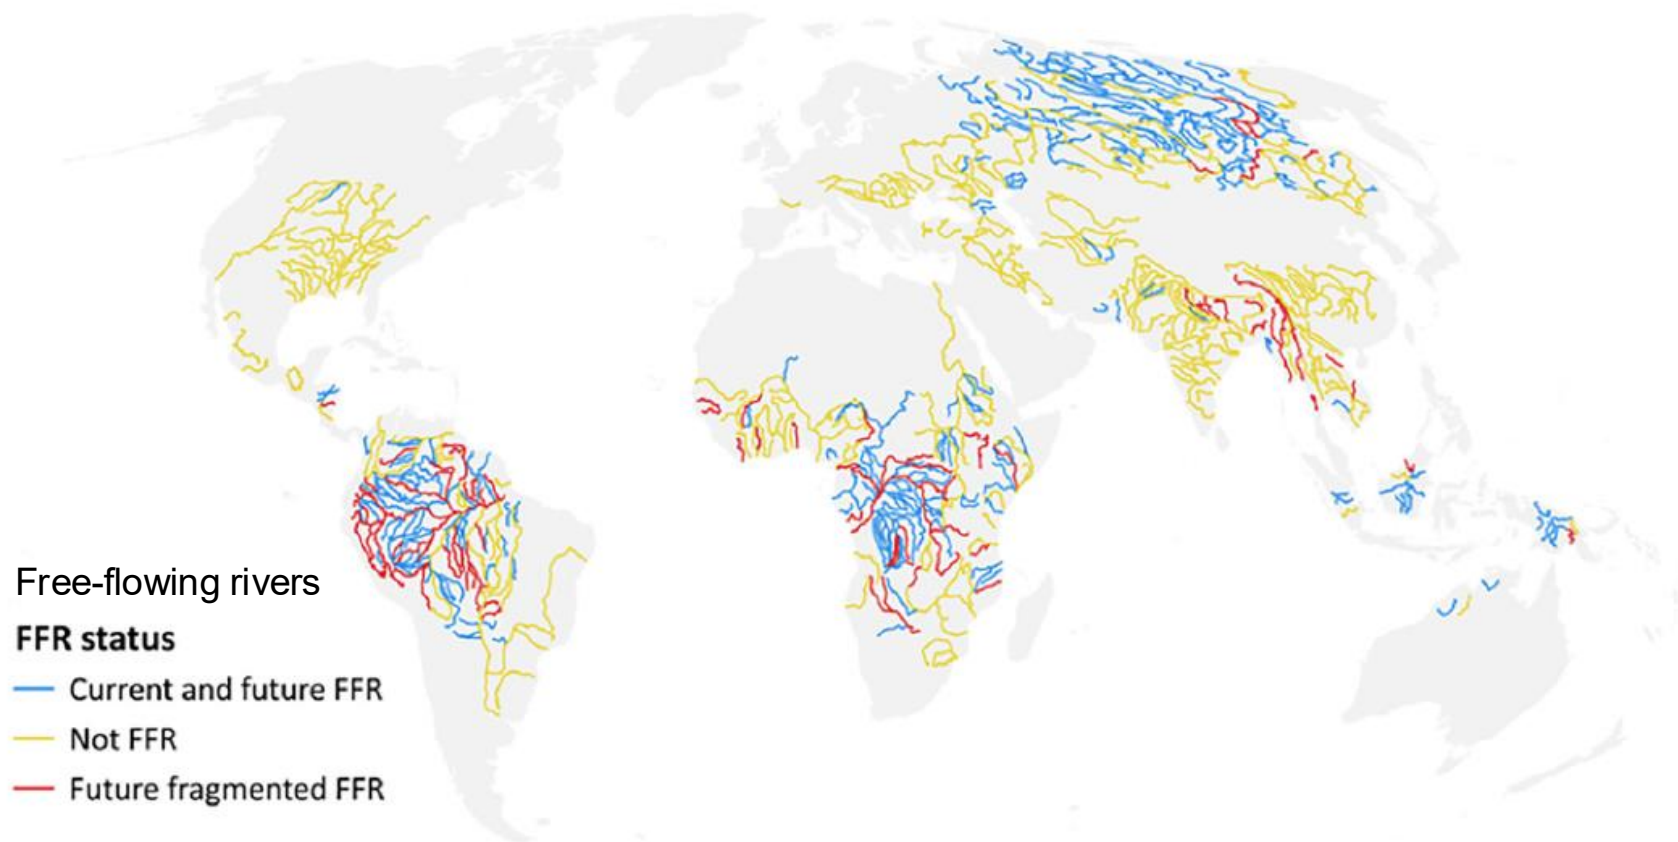 Free-flowing rivers
FFR status
Current and future FFR
Not FFR
Future fragmented FFR